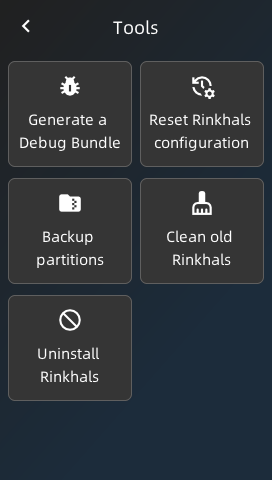 Tools
Generate a
Debug Bundle
Reset Rinkhals
configuration
Backup
partitions
Clean old
Rinkhals
Uninstall
Rinkhals